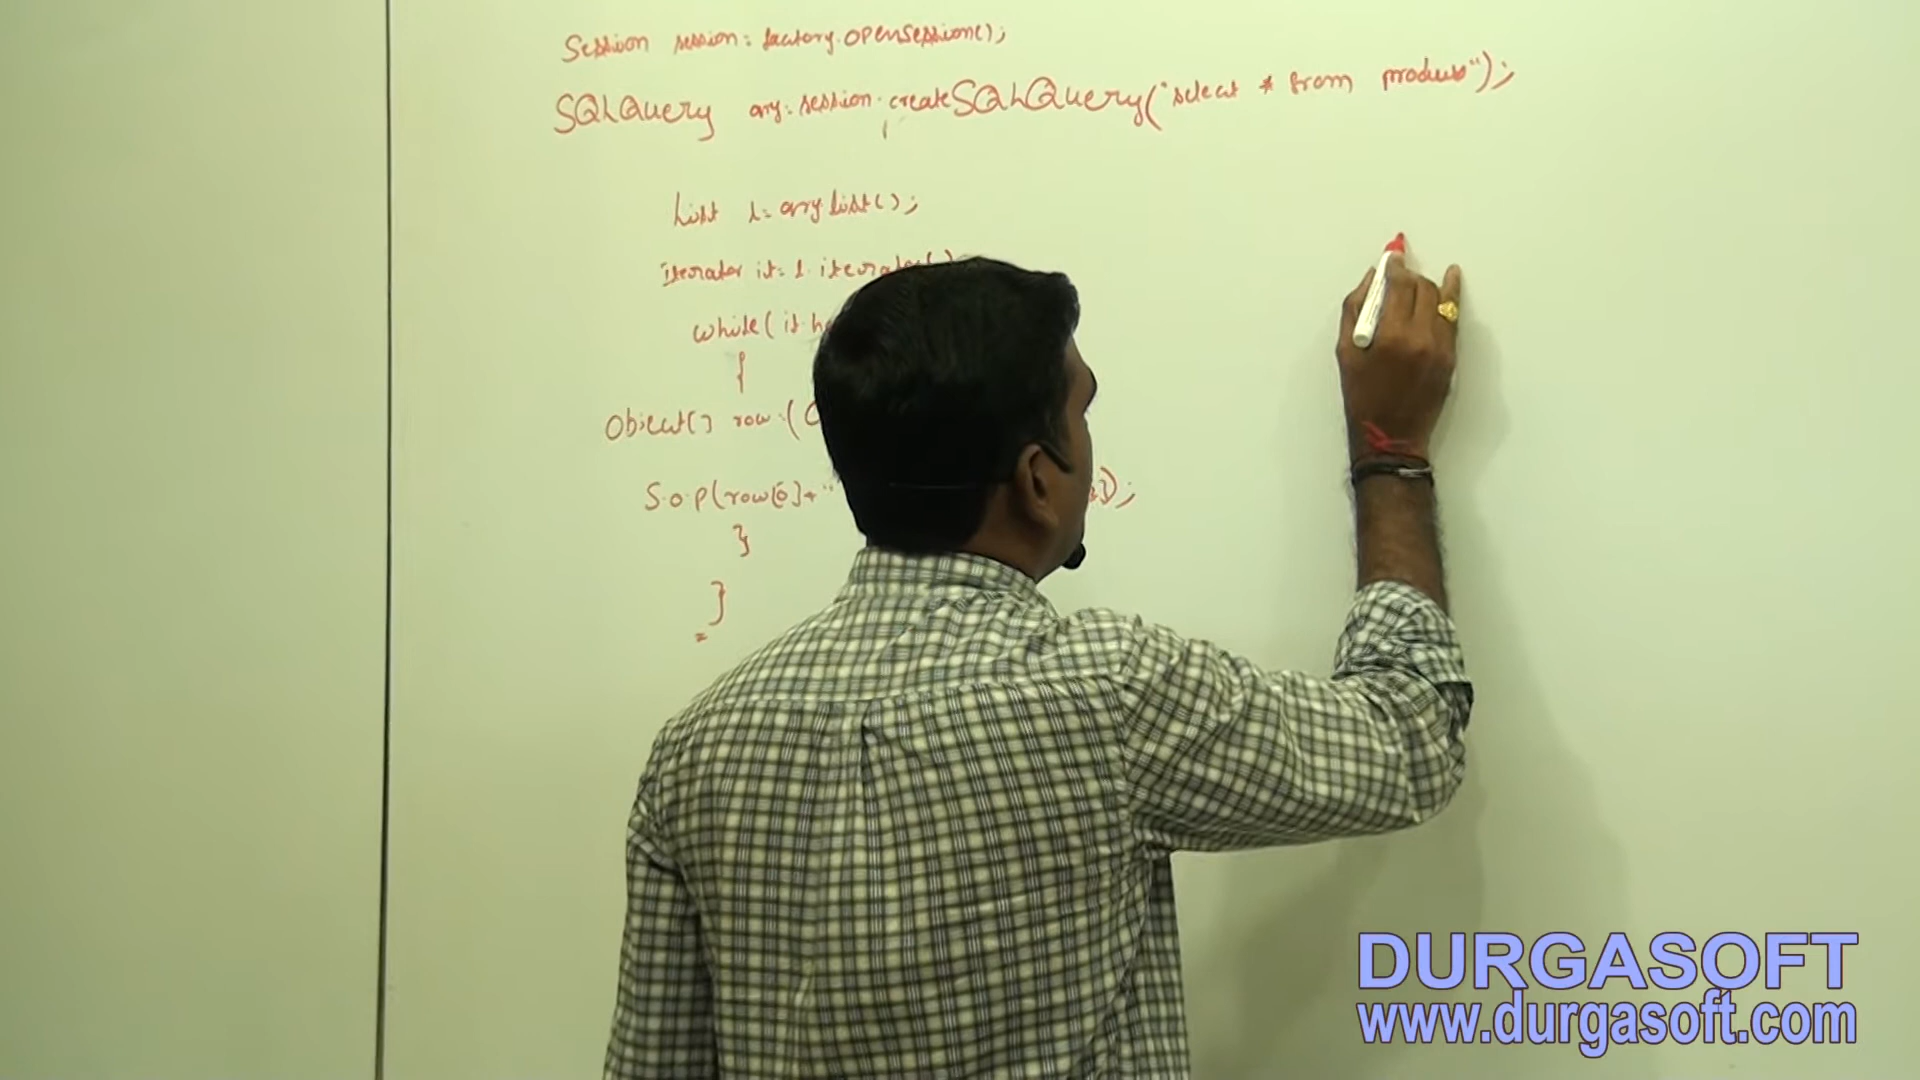 Session session = factory.openSession();
SQLQuery qry = session.createSQLQuery("select * from products");
List l = qry.list();
Iterator it = l.iterator()
while( it.h
{
Object[] row = (O
S.o.p(row[0]+"
);
}
}
DURGASOFT
www.durgasoft.com